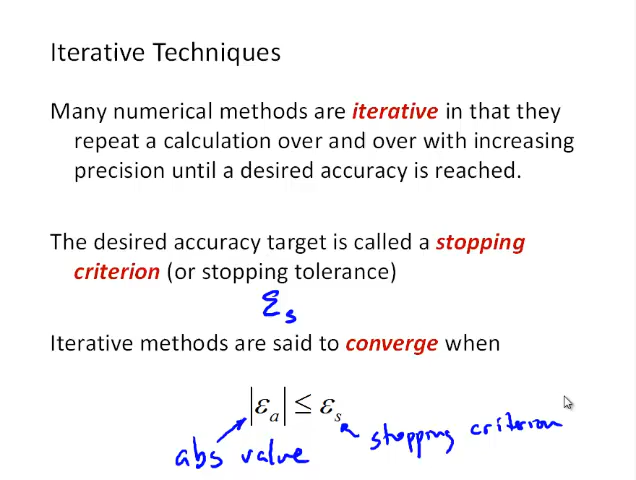 Iterative Techniques
Many numerical methods are iterative in that they
repeat a calculation over and over with increasing
precision until a desired accuracy is reached.
The desired accuracy target is called a stopping
criterion (or stopping tolerance)
Σs
Iterative methods are said to converge when
|εa| ≤ εs
abs value stopping criterion